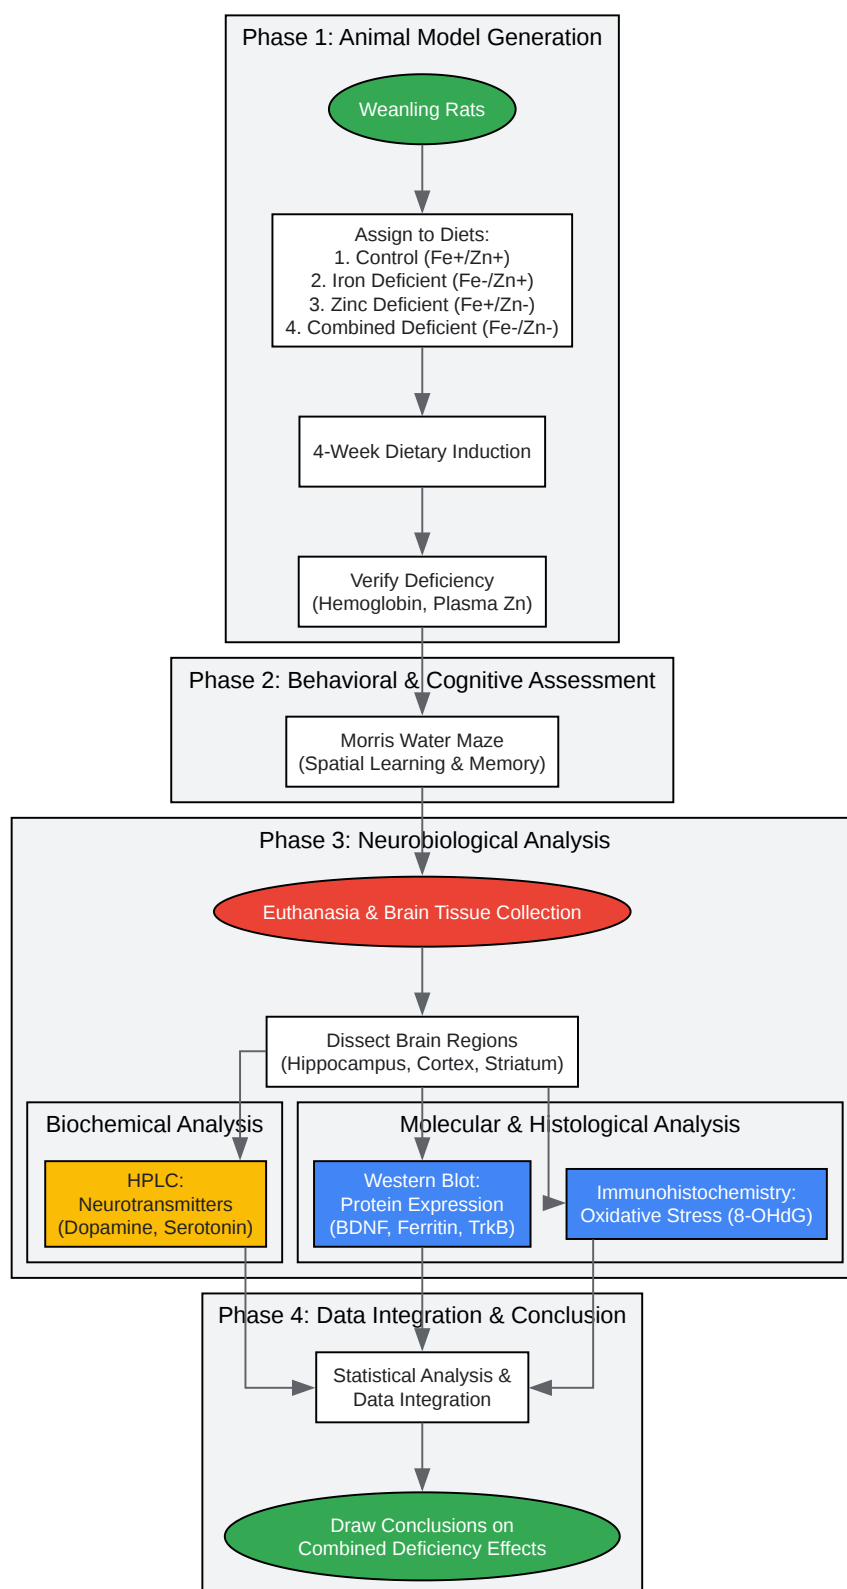 Phase 1: Animal Model Generation
Weanling Rats
Assign to Diets:
1. Control (Fe+/Zn+)
2. Iron Deficient (Fe-/Zn+)
3. Zinc Deficient (Fe+/Zn-)
4. Combined Deficient (Fe-/Zn-)
4-Week Dietary Induction
Verify Deficiency
(Hemoglobin, Plasma Zn)
Phase 2: Behavioral & Cognitive Assessment
Morris Water Maze
(Spatial Learning & Memory)
Phase 3: Neurobiological Analysis
Euthanasia & Brain Tissue Collection
Dissect Brain Regions
(Hippocampus, Cortex, Striatum)
Biochemical Analysis
HPLC:
Neurotransmitters
(Dopamine, Serotonin)
Molecular & Histological Analysis
Western Blot:
Protein Expression
(BDNF, Ferritin, TrkB)
Immunohistochemistry:
Oxidative Stress (8-OHdG)
Phase 4: Data Integration & Conclusion
Statistical Analysis &
Data Integration
Draw Conclusions on
Combined Deficiency Effects